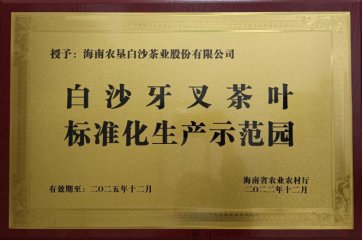 授予：海南农垦白沙茶业股份有限公司
白沙牙叉茶叶
标准化生产示范园
海南省农业农村厅
有效期至：二〇二五年十二月 二〇二二年十二月